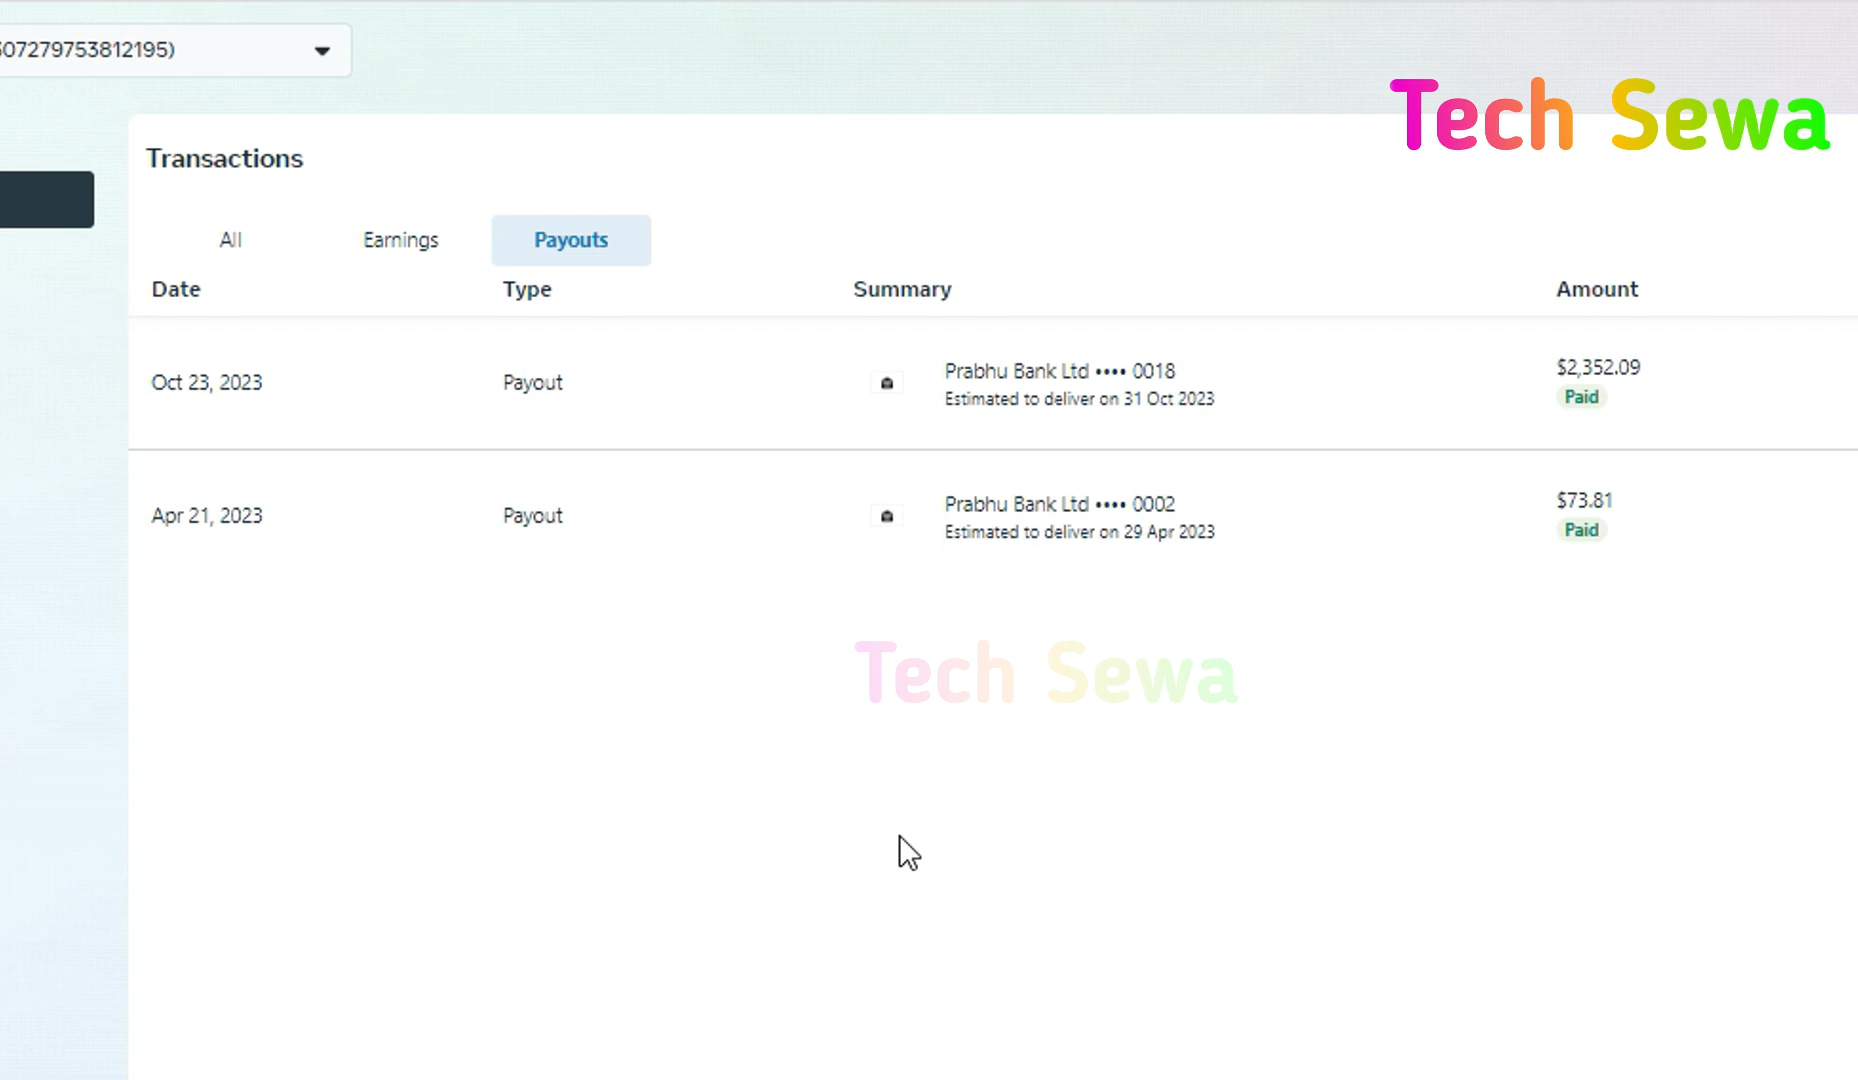 307279753812195)
Tech Sewa
Transactions
All Earnings Payouts
Date Type Summary Amount
Oct 23, 2023 Payout Prabhu Bank Ltd •••• 0018 $2,352.09
Estimated to deliver on 31 Oct 2023 Paid
Apr 21, 2023 Payout Prabhu Bank Ltd •••• 0002 $73.81
Estimated to deliver on 29 Apr 2023 Paid
Tech Sewa